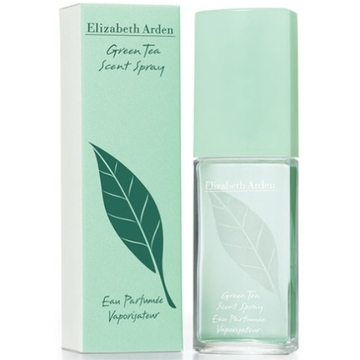 Elizabeth Arden
Green Tea
Scent Spray
Eau Parfumée
Vaporisateur
Elizabeth Arden
Green Tea
Scent Spray
Eau Parfumée
Vaporisateur